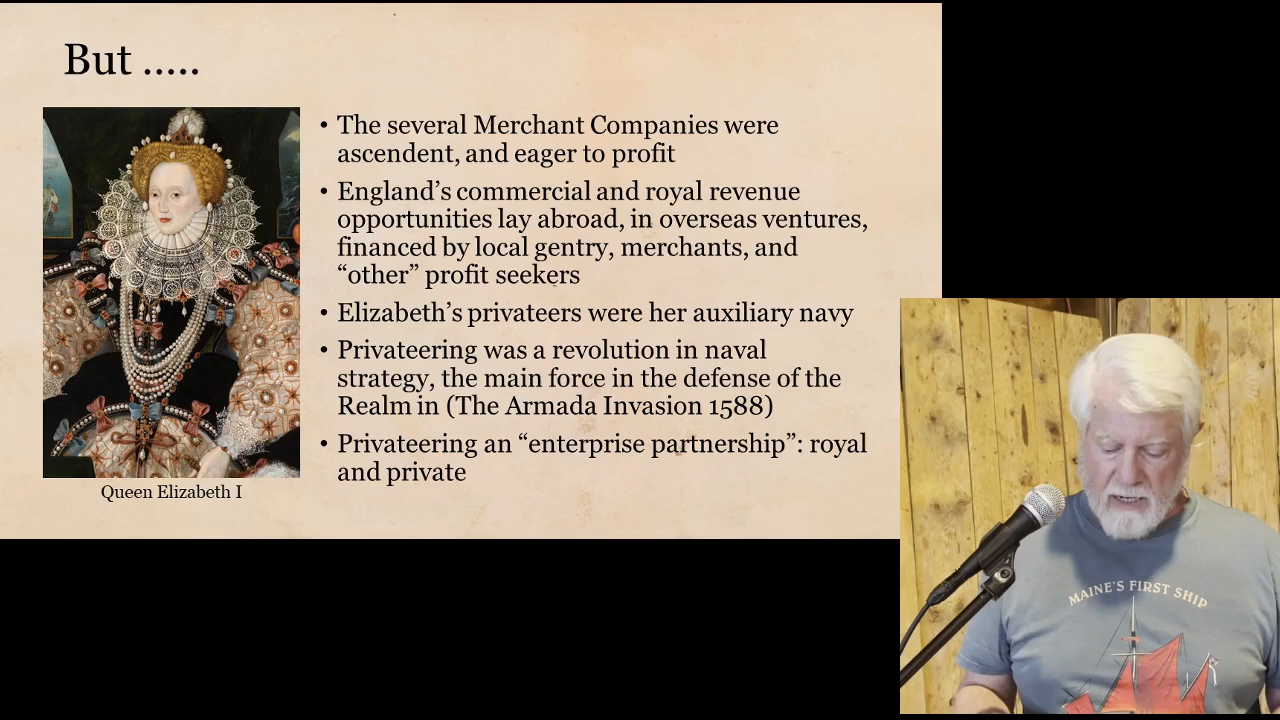 But .....
• The several Merchant Companies were
ascendent, and eager to profit
• England’s commercial and royal revenue
opportunities lay abroad, in overseas ventures,
financed by local gentry, merchants, and
“other” profit seekers
• Elizabeth’s privateers were her auxiliary navy
• Privateering was a revolution in naval
strategy, the main force in the defense of the
Realm in (The Armada Invasion 1588)
• Privateering an “enterprise partnership”: royal
and private
Queen Elizabeth I
MAINE'S FIRST SHIP